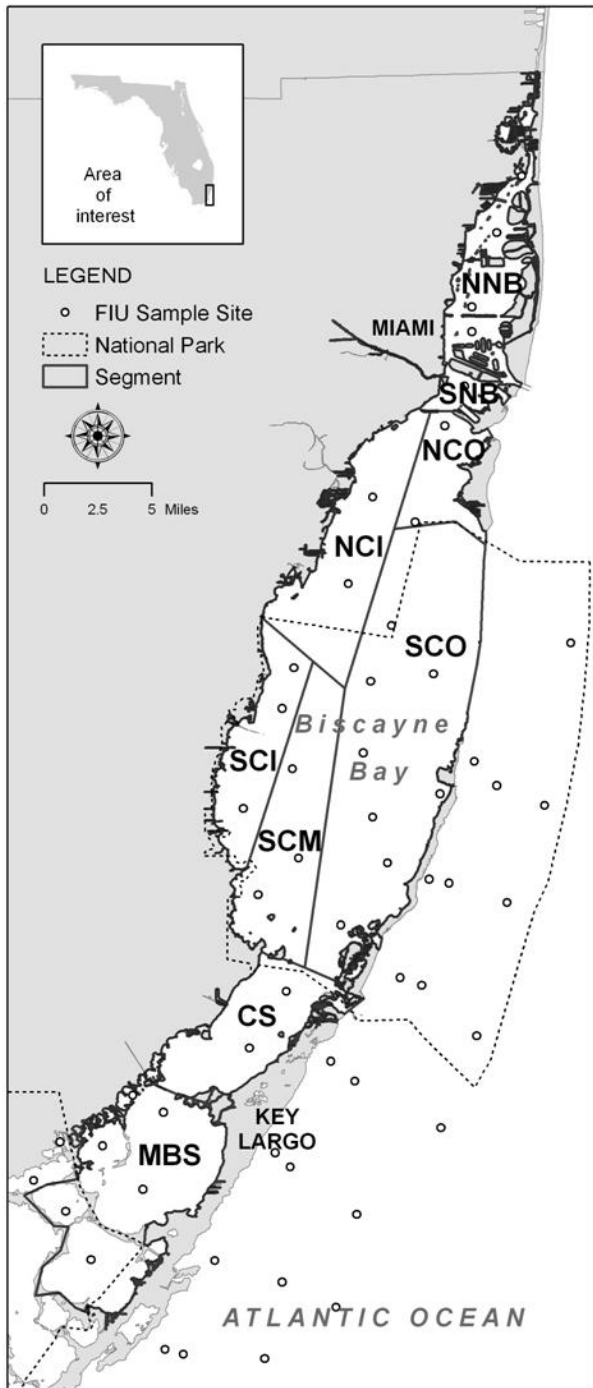 Area
of
interest
LEGEND
FIU Sample Site
National Park
Segment
0 2.5 5 Miles
MIAMI
NNB
SNB
NCO
NCI
SCO
Biscayne
Bay
SCI
SCM
CS
KEY
LARGO
MBS
ATLANTIC OCEAN